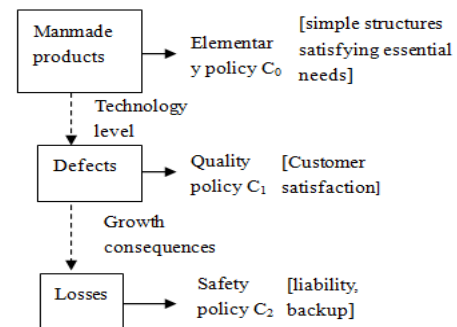 Manmade
products
Elementar
y policy C₀
[simple structures
satisfying essential
needs]
Technology
level
Defects
Quality
policy C₁
[Customer
satisfaction]
Growth
consequences
Losses
Safety
policy C₂
[liability,
backup]